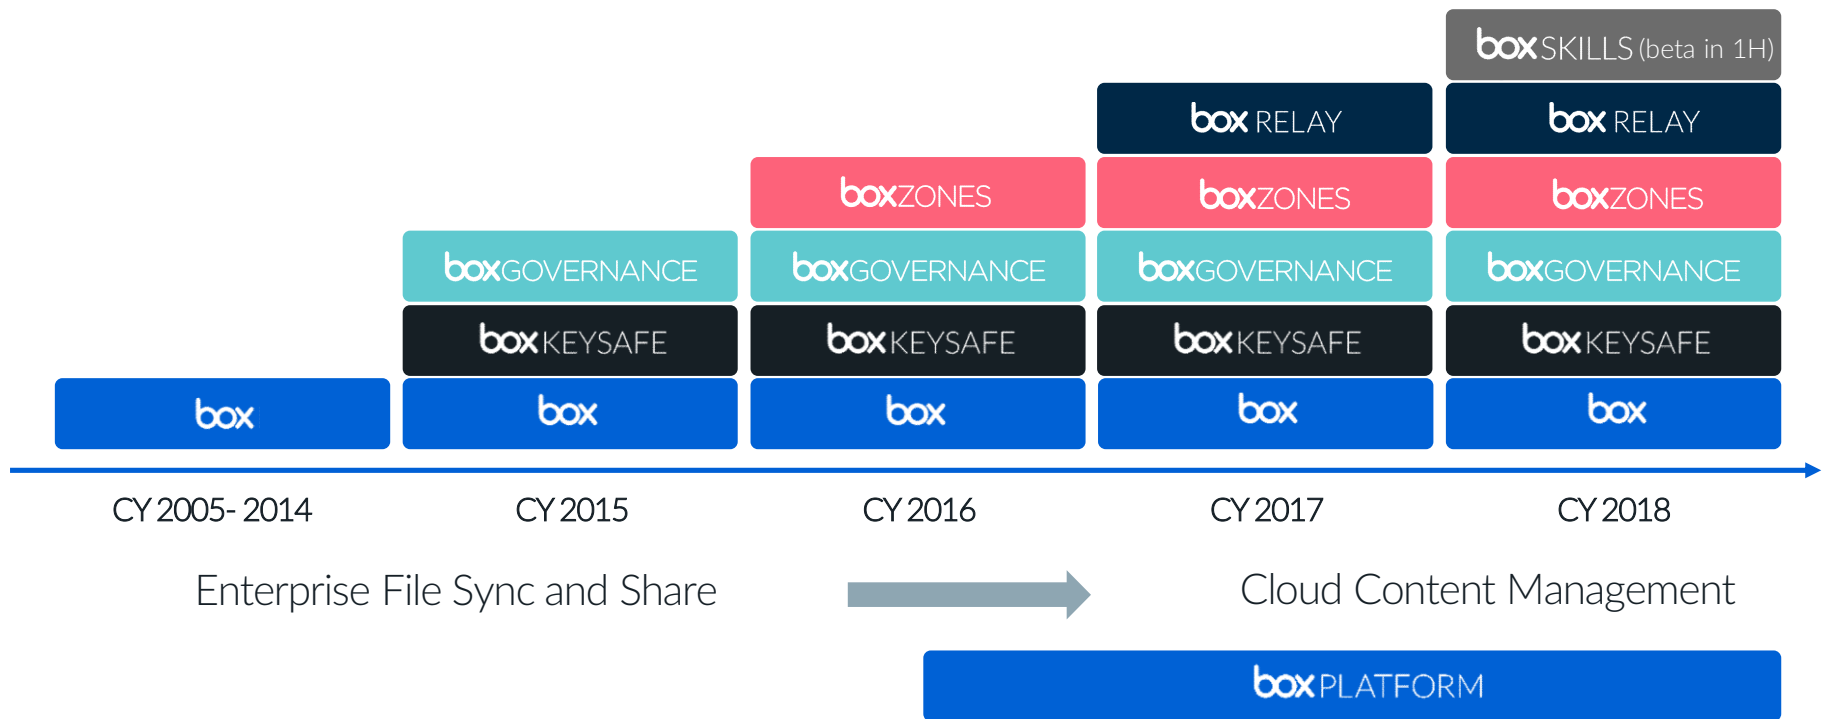 box SKILLS (beta in 1H)
box RELAY
box RELAY
box ZONES
box ZONES
box ZONES
box GOVERNANCE
box GOVERNANCE
box GOVERNANCE
box GOVERNANCE
box KEYSAFE
box KEYSAFE
box KEYSAFE
box KEYSAFE
box
box
box
box
box
CY 2005- 2014
CY 2015
CY 2016
CY 2017
CY 2018
Enterprise File Sync and Share
Cloud Content Management
box PLATFORM